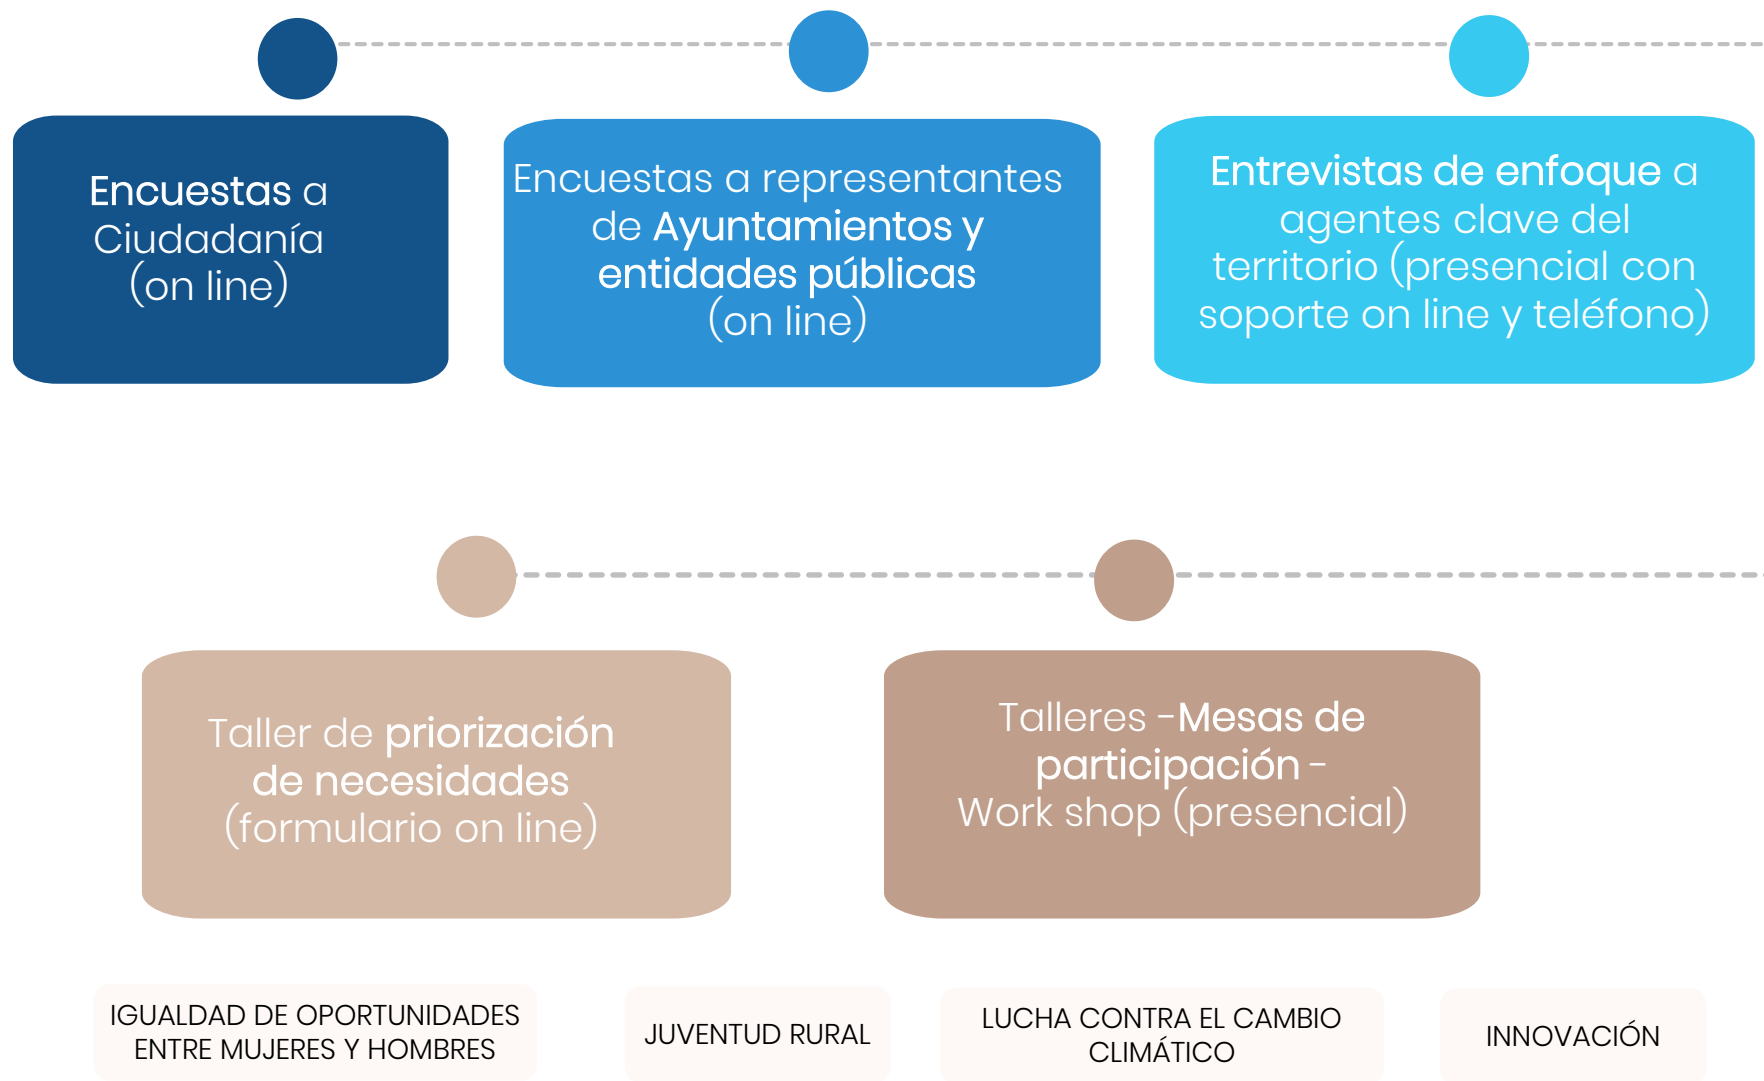 Encuestas a
Ciudadanía
(on line)
Encuestas a representantes
de Ayuntamientos y
entidades públicas
(on line)
Entrevistas de enfoque a
agentes clave del
territorio (presencial con
soporte on line y teléfono)
Taller de priorización
de necesidades
(formulario on line)
Talleres -Mesas de
participación -
Work shop (presencial)
IGUALDAD DE OPORTUNIDADES
ENTRE MUJERES Y HOMBRES
JUVENTUD RURAL
LUCHA CONTRA EL CAMBIO
CLIMÁTICO
INNOVACIÓN